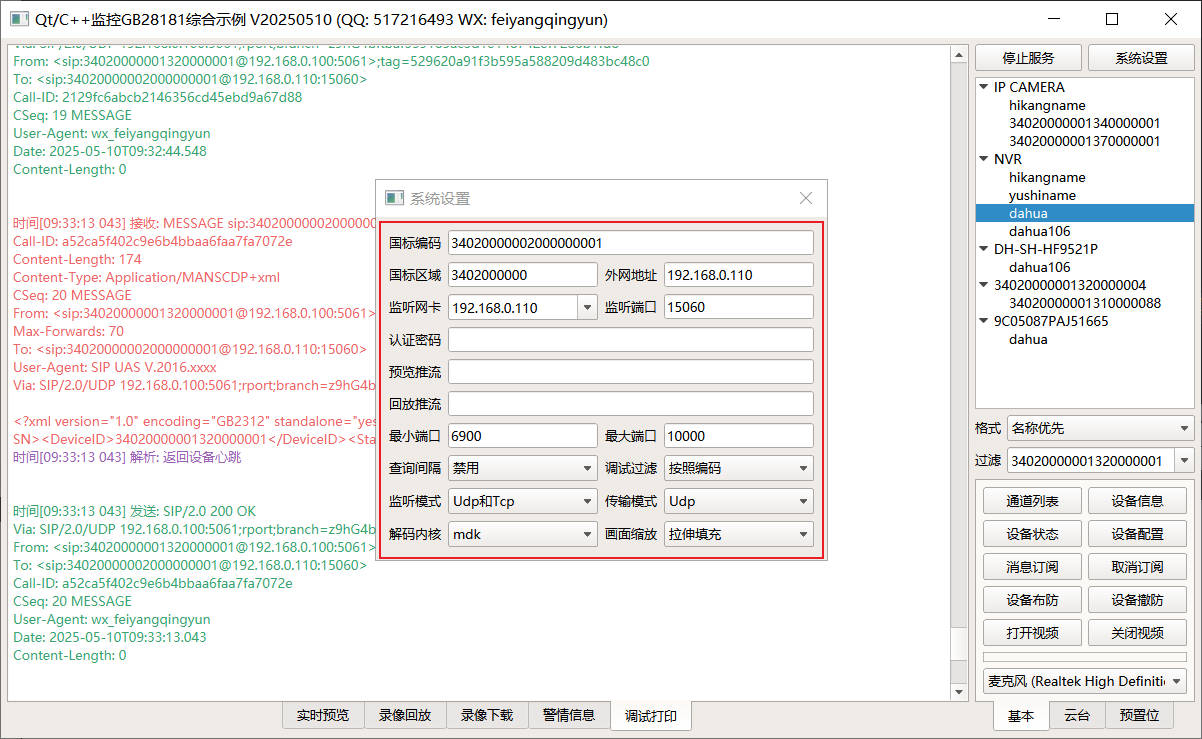 Qt/C++监控GB28181综合示例 V20250510 (QQ: 517216493 WX: feiyangqingyun)
From: <sip:34020000001320000001@192.168.0.100:5061>;tag=529620a91f3b595a588209d483bc48c0
To: <sip:34020000002000000001@192.168.0.110:15060>
Call-ID: 2129fc6abcb2146356cd45ebd9a67d88
CSeq: 19 MESSAGE
User-Agent: wx_feiyangqingyun
Date: 2025-05-10T09:32:44.548
Content-Length: 0
时间[09:33:13 043] 接收: MESSAGE sip:34020000002000000
Call-ID: a52ca5f402c9e6b4bbaa6faa7fa7072e
Content-Length: 174
Content-Type: Application/MANSCDP+xml
CSeq: 20 MESSAGE
From: <sip:34020000001320000001@192.168.0.100:5061>
Max-Forwards: 70
To: <sip:34020000002000000001@192.168.0.110:15060>
User-Agent: SIP UAS V.2016.xxxx
Via: SIP/2.0/UDP 192.168.0.100:5061;rport;branch=z9hG4b
<?xml version="1.0" encoding="GB2312" standalone="yes
SN><DeviceID>34020000001320000001</DeviceID><Sta
时间[09:33:13 043] 解析: 返回设备心跳
时间[09:33:13 043] 发送: SIP/2.0 200 OK
Via: SIP/2.0/UDP 192.168.0.100:5061;rport;branch=z9hG4b
From: <sip:34020000001320000001@192.168.0.100:5061>
To: <sip:34020000002000000001@192.168.0.110:15060>
Call-ID: a52ca5f402c9e6b4bbaa6faa7fa7072e
CSeq: 20 MESSAGE
User-Agent: wx_feiyangqingyun
Date: 2025-05-10T09:33:13.043
Content-Length: 0
系统设置
国标编码 34020000002000000001
国标区域 3402000000 外网地址 192.168.0.110
监听网卡 192.168.0.110 监听端口 15060
认证密码
预览推流
回放推流
最小端口 6900 最大端口 10000
查询间隔 禁用 调试过滤 按照编码
监听模式 Udp和Tcp 传输模式 Udp
解码内核 mdk 画面缩放 拉伸填充
停止服务 系统设置
IP CAMERA
hikangname
34020000001340000001
34020000001370000001
NVR
hikangname
yushiname
dahua
dahua106
DH-SH-HF9521P
dahua106
34020000001320000004
34020000001310000088
9C05087PAJ51665
dahua
格式 名称优先
过滤 34020000001320000001
通道列表 设备信息
设备状态 设备配置
消息订阅 取消订阅
设备布防 设备撤防
打开视频 关闭视频
麦克风 (Realtek High Definiti
实时预览 录像回放 录像下载 警情信息 调试打印
基本 云台 预置位